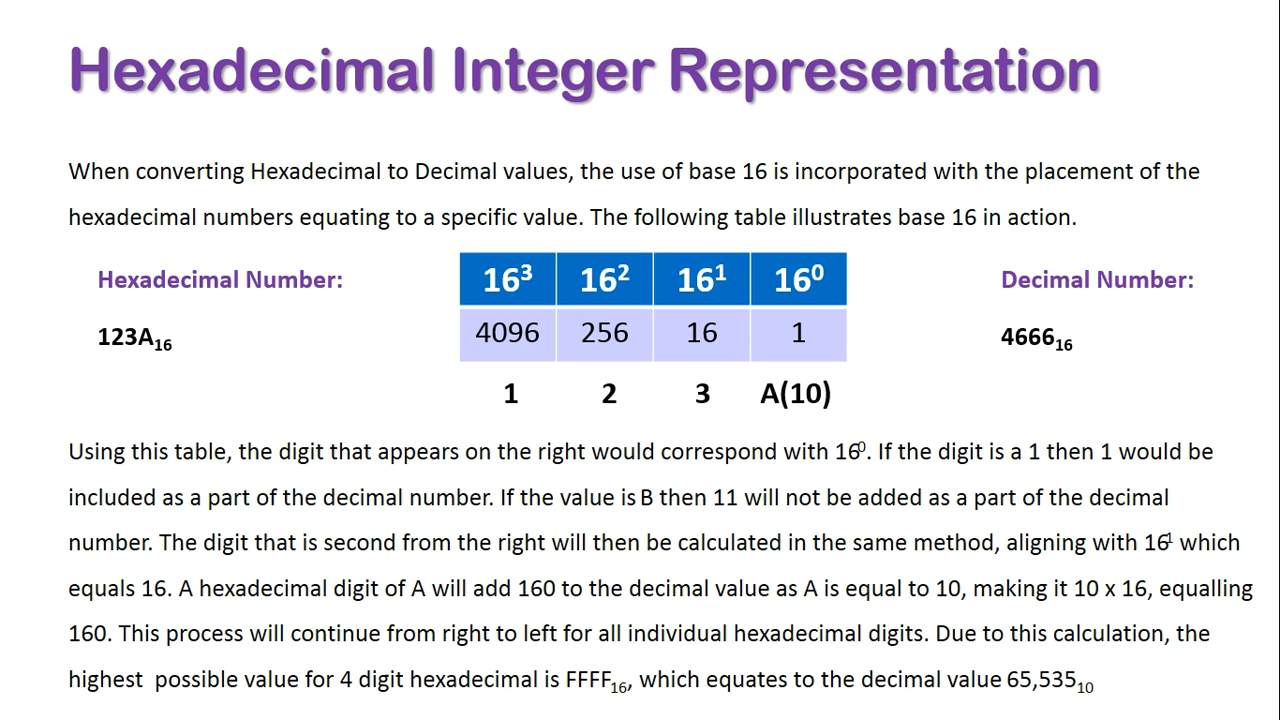 Hexadecimal Integer Representation
When converting Hexadecimal to Decimal values, the use of base 16 is incorporated with the placement of the
hexadecimal numbers equating to a specific value. The following table illustrates base 16 in action.
Hexadecimal Number:
123A₁₆
16³ 16² 16¹ 16⁰
4096 256 16 1
1 2 3 A(10)
Decimal Number:
4666₁₆
Using this table, the digit that appears on the right would correspond with 16⁰. If the digit is a 1 then 1 would be
included as a part of the decimal number. If the value is B then 11 will not be added as a part of the decimal
number. The digit that is second from the right will then be calculated in the same method, aligning with 16¹ which
equals 16. A hexadecimal digit of A will add 160 to the decimal value as A is equal to 10, making it 10 x 16, equalling
160. This process will continue from right to left for all individual hexadecimal digits. Due to this calculation, the
highest possible value for 4 digit hexadecimal is FFFF₁₆, which equates to the decimal value 65,535₁₀